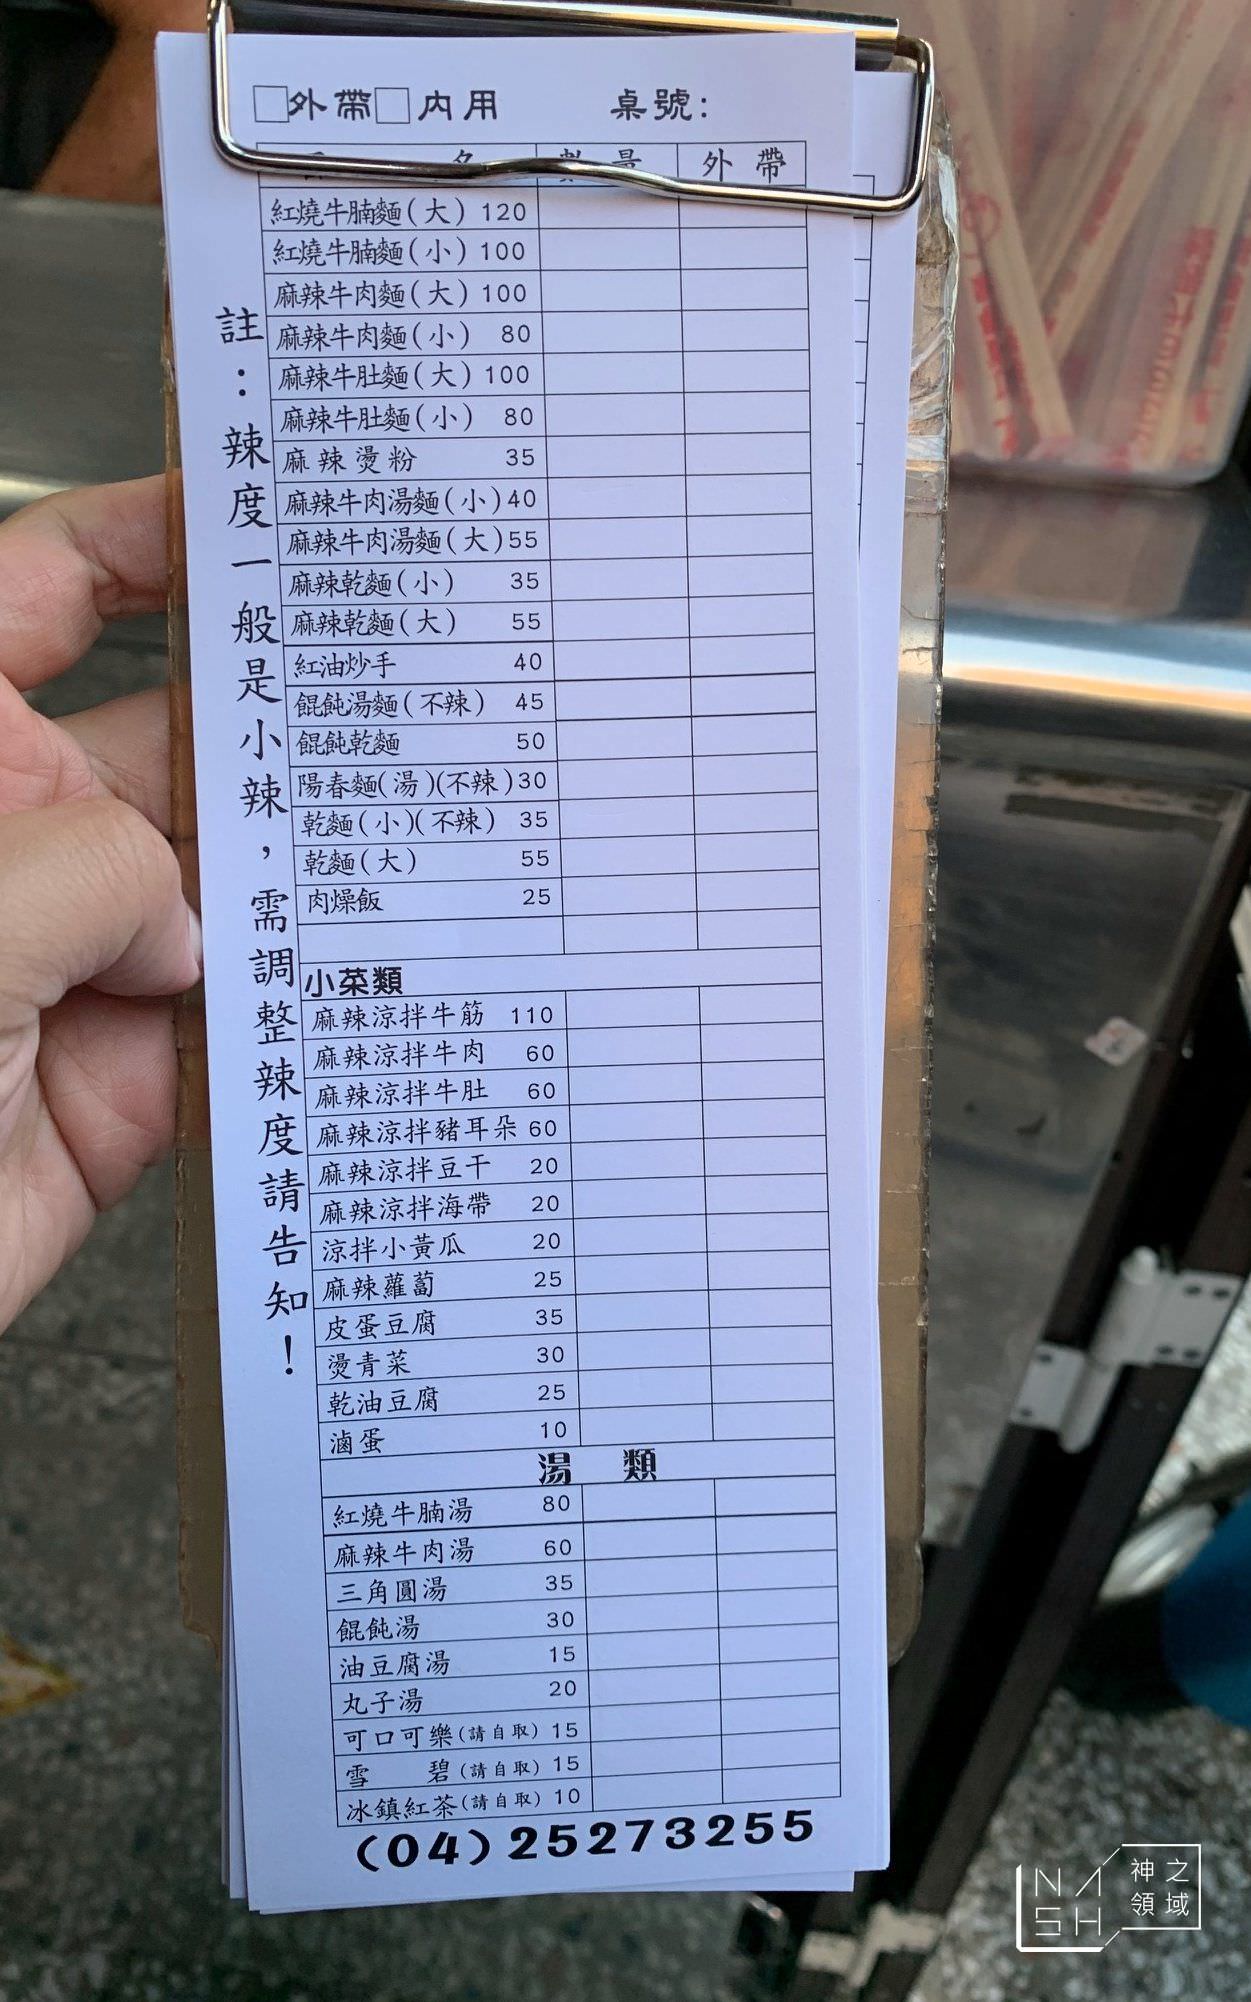 □外帶□內用 桌號:
外帶
紅燒牛腩麵(大) 120
紅燒牛腩麵(小) 100
麻辣牛肉麵(大) 100
麻辣牛肉麵(小) 80
麻辣牛肚麵(大) 100
麻辣牛肚麵(小) 80
麻辣燙粉 35
麻辣牛肉湯麵(小) 40
麻辣牛肉湯麵(大) 55
麻辣乾麵(小) 35
麻辣乾麵(大) 55
紅油炒手 40
餛飩湯麵(不辣) 45
餛飩乾麵 50
陽春麵(湯)(不辣) 30
乾麵(小)(不辣) 35
乾麵(大) 55
肉燥飯 25
小菜類
麻辣涼拌牛筋 110
麻辣涼拌牛肉 60
麻辣涼拌牛肚 60
麻辣涼拌豬耳朵 60
麻辣涼拌豆干 20
麻辣涼拌海帶 20
涼拌小黃瓜 20
麻辣蘿蔔 25
皮蛋豆腐 35
燙青菜 30
乾油豆腐 25
滷蛋 10
湯 類
紅燒牛腩湯 80
麻辣牛肉湯 60
三角圓湯 35
餛飩湯 30
油豆腐湯 15
丸子湯 20
可口可樂(請自取) 15
雪 碧(請自取) 15
冰鎮紅茶(請自取) 10
(04)25273255
註:辣度一般是小辣,需調整辣度請告知!
NASH
神之領域